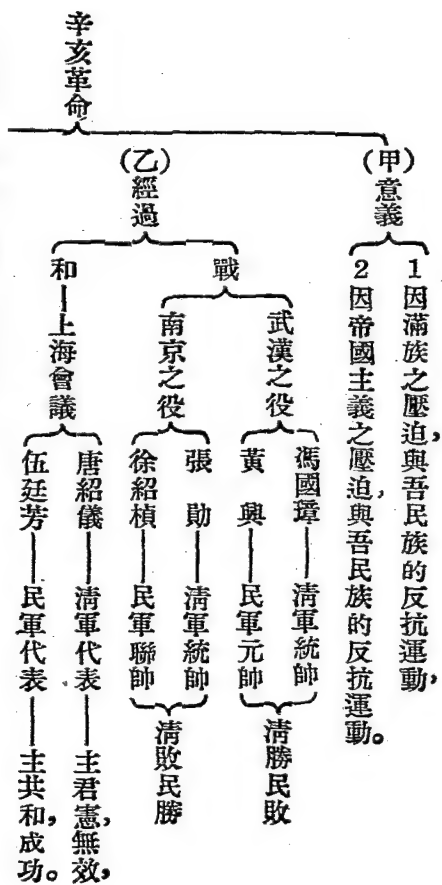 辛亥革命
(甲)意義
1因滿族之壓迫,與吾民族的反抗運動,
2因帝國主義之壓迫,與吾民族的反抗運動。
(乙)經過
戰
武漢之役
馮國璋——清軍統帥
黃興——民軍元帥
清勝民敗
南京之役
張勛——清軍統帥
徐紹楨——民軍聯帥
清敗民勝
和—上海會議
唐紹儀——清軍代表——主君憲,無效,
伍廷芳——民軍代表——主共和,成功。